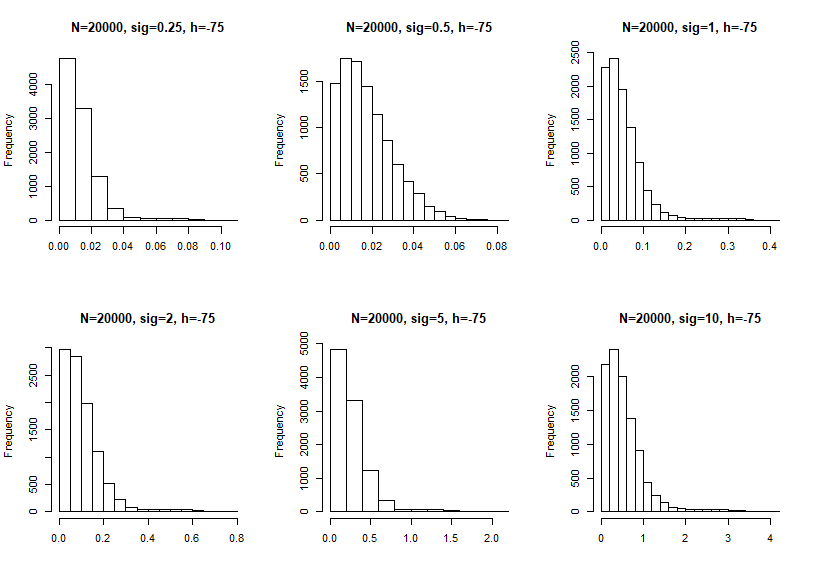 N=20000, sig=0.25, h=-75
Frequency
0 1000 2000 3000 4000
0.00 0.02 0.04 0.06 0.08 0.10
N=20000, sig=0.5, h=-75
Frequency
0 500 1000 1500
0.00 0.02 0.04 0.06 0.08
N=20000, sig=1, h=-75
Frequency
0 500 1000 1500 2000 2500
0.0 0.1 0.2 0.3 0.4
N=20000, sig=2, h=-75
Frequency
0 500 1500 2500
0.0 0.2 0.4 0.6 0.8
N=20000, sig=5, h=-75
Frequency
0 1000 2000 3000 4000 5000
0.0 0.5 1.0 1.5 2.0
N=20000, sig=10, h=-75
Frequency
0 500 1000 1500 2000
0 1 2 3 4